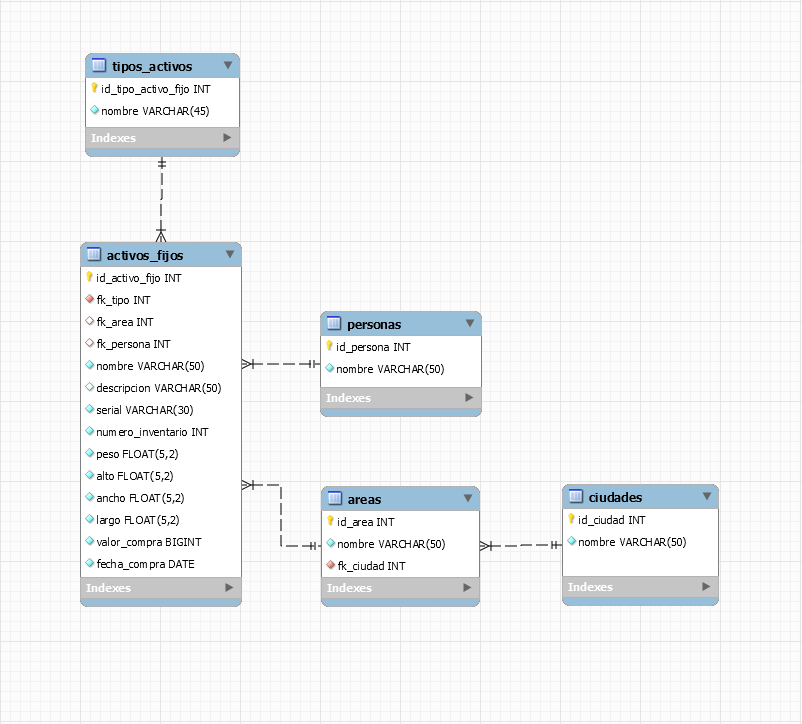 tipos_activos
id_tipo_activo_fijo INT
nombre VARCHAR(45)
Indexes
activos_fijos
id_activo_fijo INT
fk_tipo INT
fk_area INT
fk_persona INT
nombre VARCHAR(50)
descripcion VARCHAR(50)
serial VARCHAR(30)
numero_inventario INT
peso FLOAT(5,2)
alto FLOAT(5,2)
ancho FLOAT(5,2)
largo FLOAT(5,2)
valor_compra BIGINT
fecha_compra DATE
Indexes
personas
id_persona INT
nombre VARCHAR(50)
Indexes
areas
id_area INT
nombre VARCHAR(50)
fk_ciudad INT
Indexes
ciudades
id_ciudad INT
nombre VARCHAR(50)
Indexes